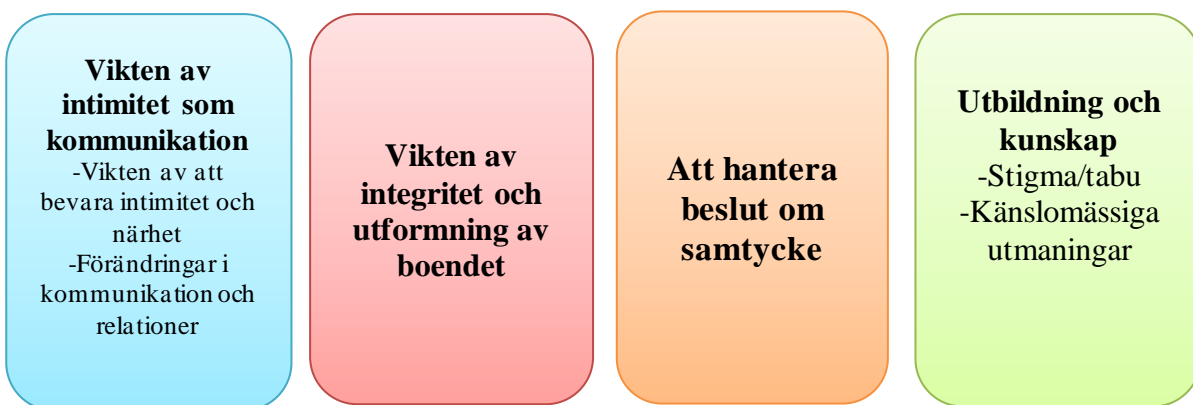 Vikten av
intimitet som
kommunikation
-Vikten av att
bevara intimitet och
närhet
-Förändringar i
kommunikation och
relationer
Vikten av
integritet och
utformning av
boendet
Att hantera
beslut om
samtycke
Utbildning och
kunskap
-Stigma/tabu
-Känslomässiga
utmaningar